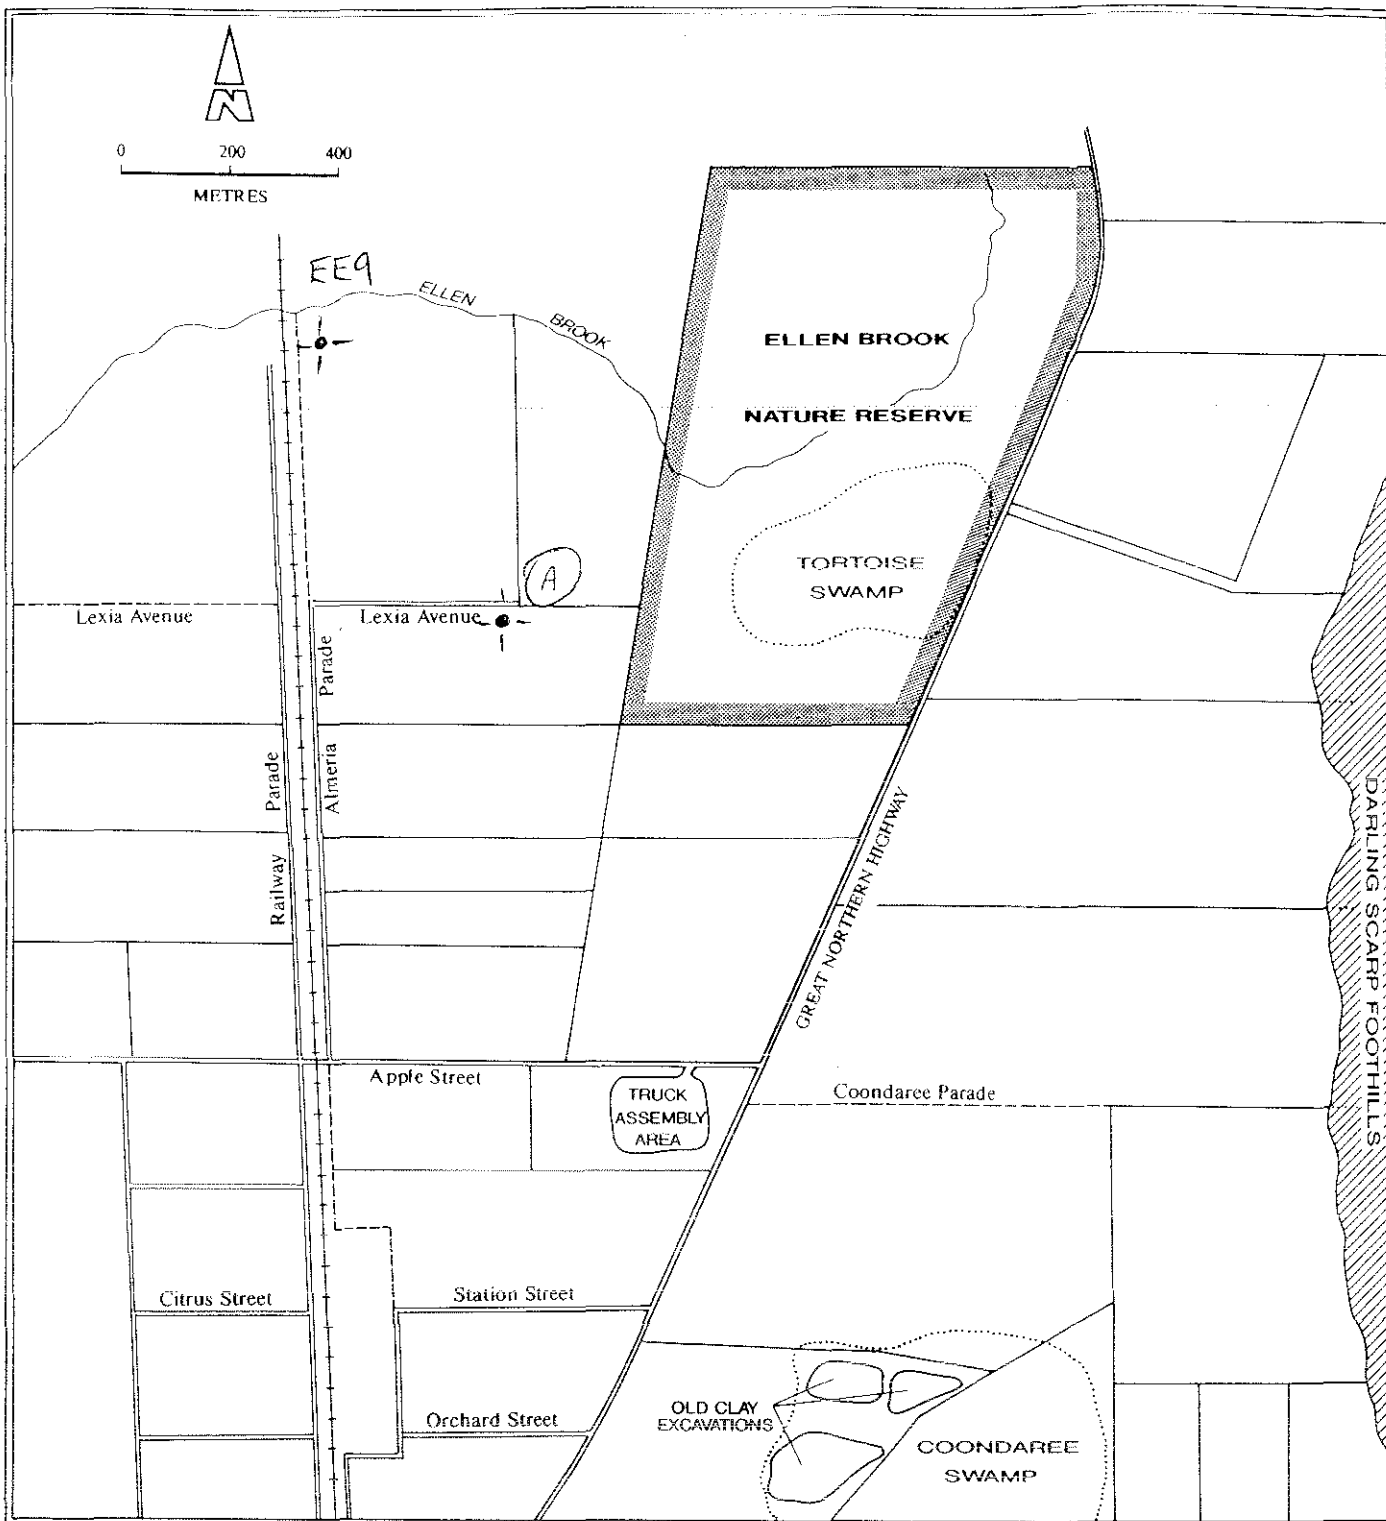 N
0 200 400
METRES
EE9
ELLEN
BROOK
ELLEN BROOK
NATURE RESERVE
TORTOISE
SWAMP
A
Lexia Avenue
Lexia Avenue
Parade
Almeria
Parade
Railway
GREAT NORTHERN HIGHWAY
DARLING SCARP FOOTHILLS
Apple Street
TRUCK
ASSEMBLY
AREA
Coondaree Parade
Citrus Street
Station Street
Orchard Street
OLD CLAY
EXCAVATIONS
COONDAREE
SWAMP